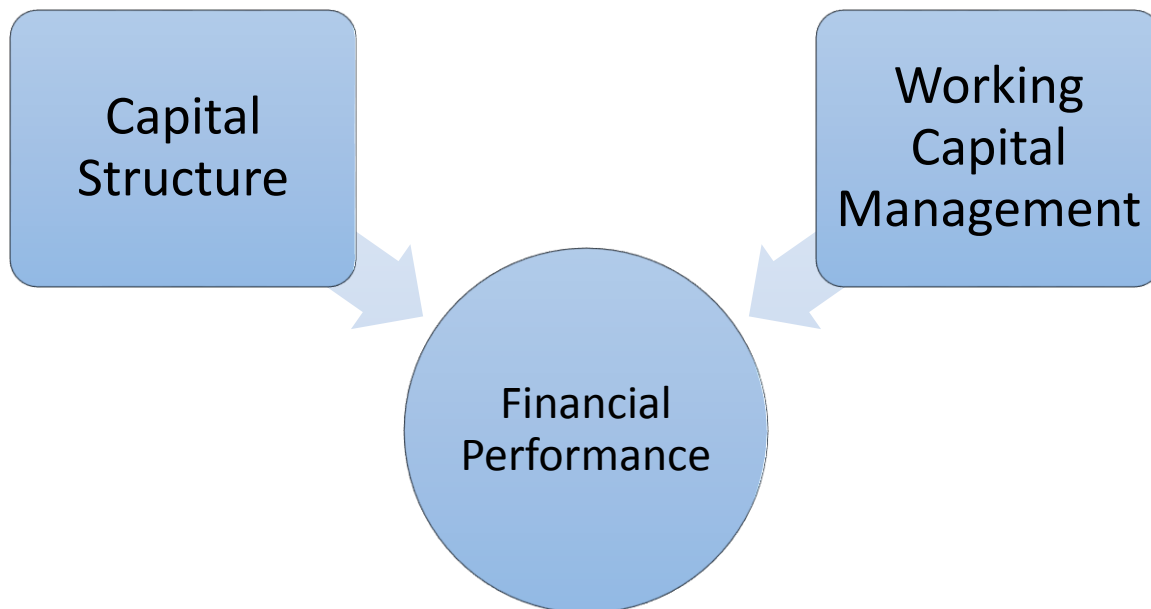 Capital
Structure
Working
Capital
Management
Financial
Performance